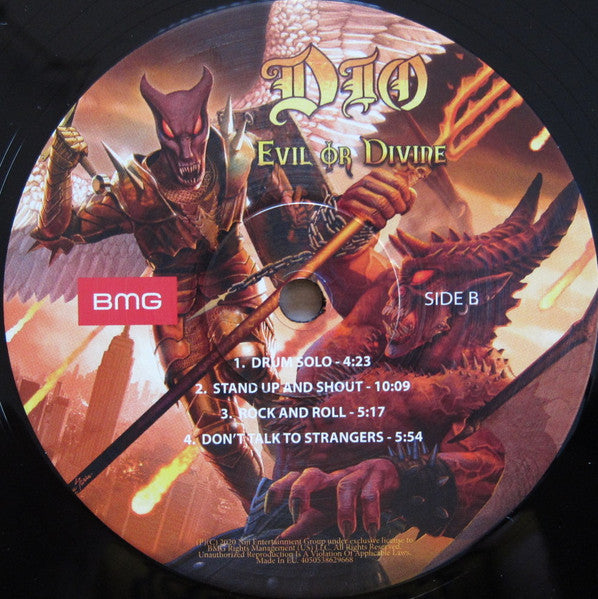 DIO
EVIL OR DIVINE
BMG
SIDE B
1. DRUM SOLO - 4:23
2. STAND UP AND SHOUT - 10:09
3. ROCK AND ROLL - 5:17
4. DON'T TALK TO STRANGERS - 5:54
(P)(C) 2020 Niji Entertainment Group under exclusive license to
BMG Rights Management (US) LLC. All Rights Reserved.
Unauthorized Reproduction Is A Violation Of Applicable Laws.
Made In EU. 4050538629668